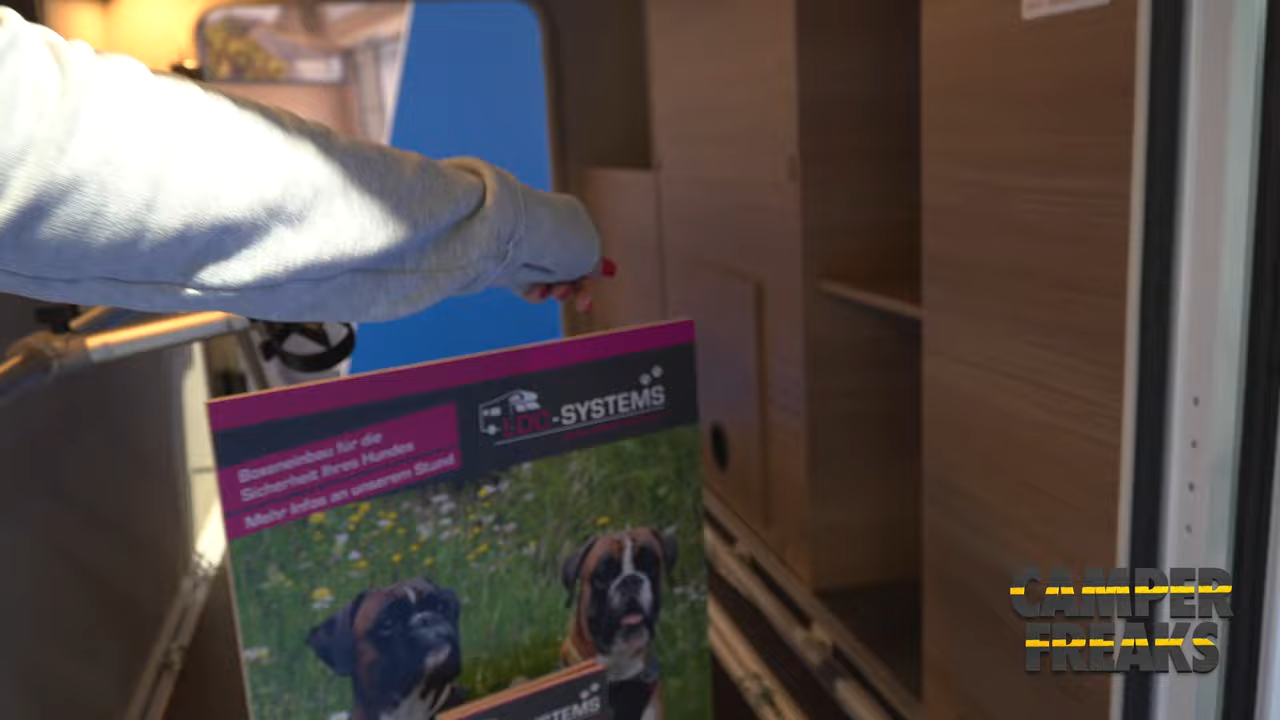 -SYSTEMS
Boxeneinbau für die
Sicherheit Ihres Hundes
Mehr Infos an unserem Stand
SYSTEMS
CAMPER
FREAKS